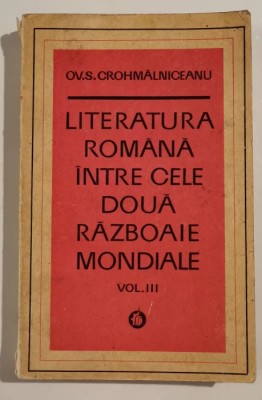 OV.S. CROHMĂLNICEANU
LITERATURA
ROMÂNĂ
ÎNTRE CELE
DOUĂ
RĂZBOAIE
MONDIALE
VOL. III